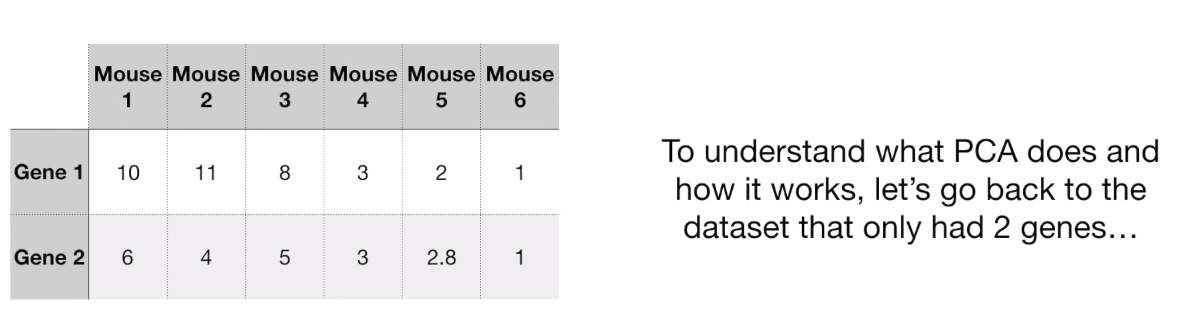 Mouse Mouse Mouse Mouse Mouse Mouse
1 2 3 4 5 6
Gene 1 10 11 8 3 2 1
Gene 2 6 4 5 3 2.8 1
To understand what PCA does and
how it works, let’s go back to the
dataset that only had 2 genes…